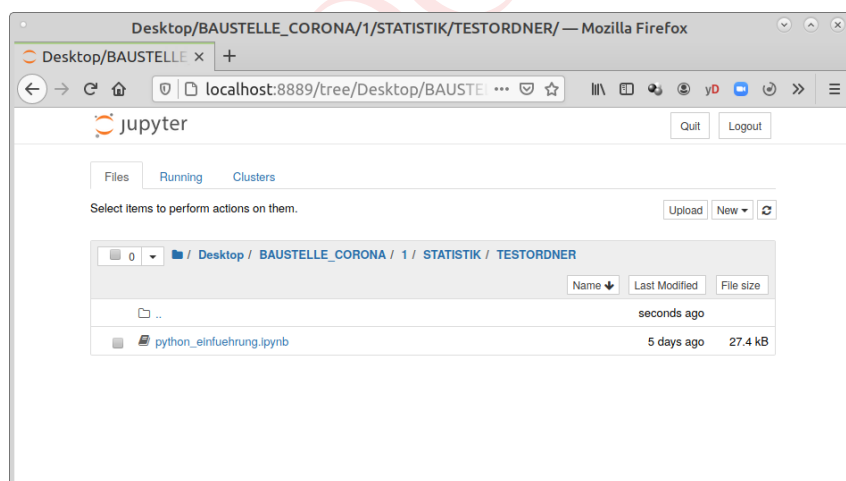 Desktop/BAUSTELLE_CORONA/1/STATISTIK/TESTORDNER/ — Mozilla Firefox
Desktop/BAUSTELLE ×  +
localhost:8889/tree/Desktop/BAUSTEL ··· yD
jupyter Quit Logout
Files Running Clusters
Select items to perform actions on them. Upload New
0 / Desktop / BAUSTELLE_CORONA / 1 / STATISTIK / TESTORDNER
Name Last Modified File size
.. seconds ago
python_einfuehrung.ipynb 5 days ago 27.4 kB